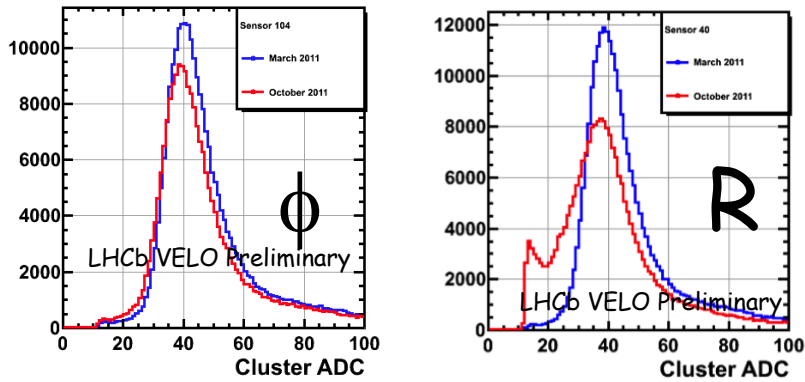 Sensor 104
March 2011
October 2011
10000
8000
6000
4000
2000
0
ϕ
LHCb VELO Preliminary
0 20 40 60 80 100
Cluster ADC
Sensor 40
March 2011
October 2011
12000
10000
8000
6000
4000
2000
0
R
LHCb VELO Preliminary
0 20 40 60 80 100
Cluster ADC